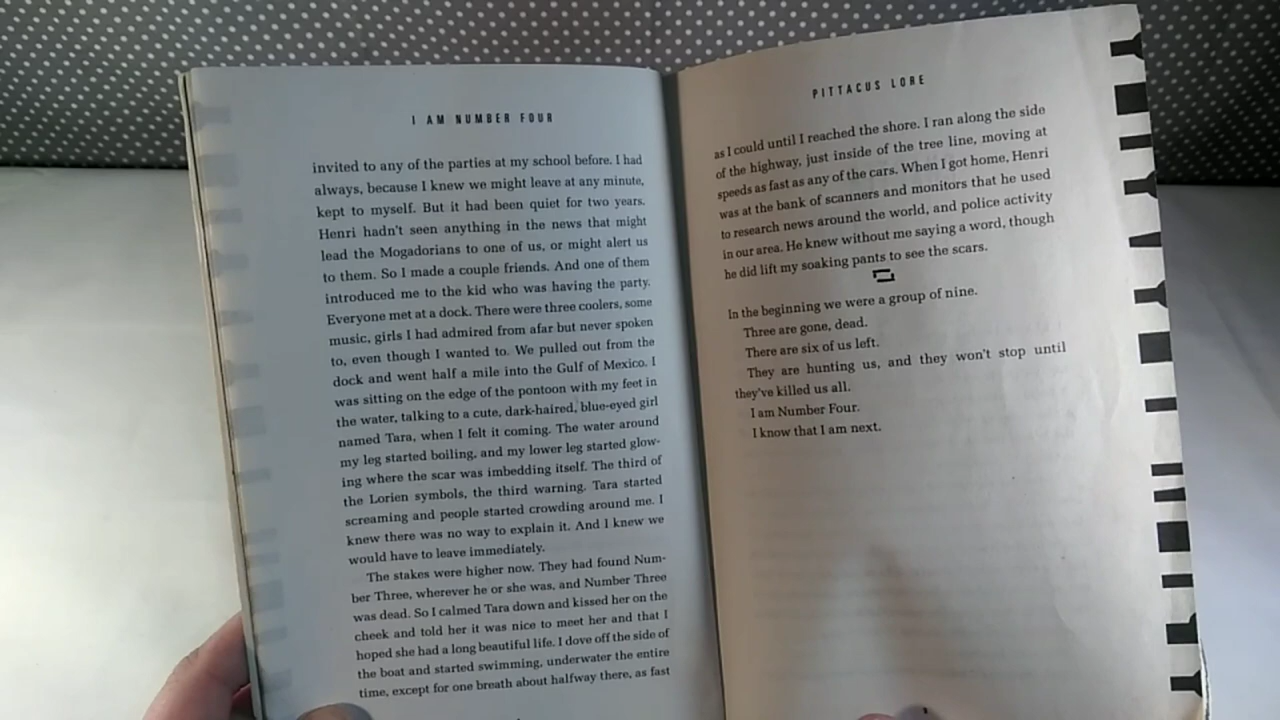 I AM NUMBER FOUR
invited to any of the parties at my school before. I had
always, because I knew we might leave at any minute,
kept to myself. But it had been quiet for two years.
Henri hadn't seen anything in the news that might
lead the Mogadorians to one of us, or might alert us
to them. So I made a couple friends. And one of them
introduced me to the kid who was having the party.
Everyone met at a dock. There were three coolers, some
music, girls I had admired from afar but never spoken
to, even though I wanted to. We pulled out from the
dock and went half a mile into the Gulf of Mexico. I
was sitting on the edge of the pontoon with my feet in
the water, talking to a cute, dark-haired, blue-eyed girl
named Tara, when I felt it coming. The water around
my leg started boiling, and my lower leg started glow-
ing where the scar was imbedding itself. The third of
the Lorien symbols, the third warning. Tara started
screaming and people started crowding around me. I
knew there was no way to explain it. And I knew we
would have to leave immediately.
The stakes were higher now. They had found Num-
ber Three, wherever he or she was, and Number Three
was dead. So I calmed Tara down and kissed her on the
cheek and told her it was nice to meet her and that I
hoped she had a long beautiful life. I dove off the side of
the boat and started swimming, underwater the entire
time, except for one breath about halfway there, as fast
PITTACUS LORE
as I could until I reached the shore. I ran along the side
of the highway, just inside of the tree line, moving at
speeds as fast as any of the cars. When I got home, Henri
was at the bank of scanners and monitors that he used
to research news around the world, and police activity
in our area. He knew without me saying a word, though
he did lift my soaking pants to see the scars.
In the beginning we were a group of nine.
Three are gone, dead.
There are six of us left.
They are hunting us, and they won't stop until
they've killed us all.
I am Number Four.
I know that I am next.